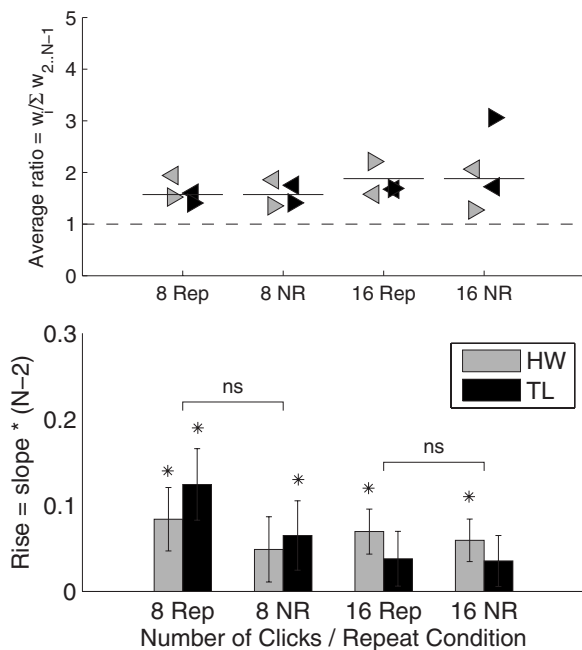 Average ratio = w_i/Σ w_2..N-1
5
4
3
2
1
0
8 Rep 8 NR 16 Rep 16 NR
Rise = slope * (N-2)
0.3
0.2
0.1
0
HW
TL
ns
ns
* * * * *
8 Rep 8 NR 16 Rep 16 NR
Number of Clicks / Repeat Condition